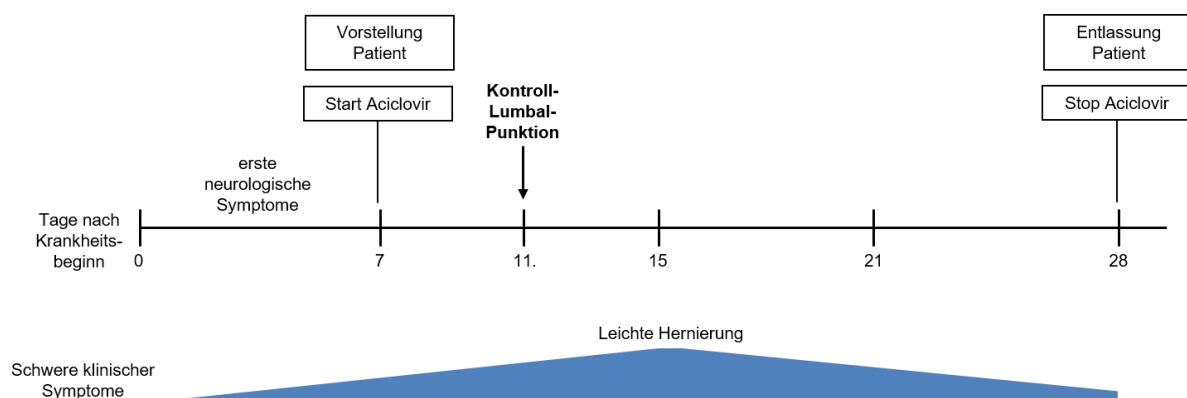 Vorstellung
Patient
Start Aciclovir
Kontroll-
Lumbal-
Punktion
Entlassung
Patient
Stop Aciclovir
erste
neurologische
Symptome
Tage nach
Krankheits-
beginn
0
7
11.
15
21
28
Leichte Hernierung
Schwere klinischer
Symptome